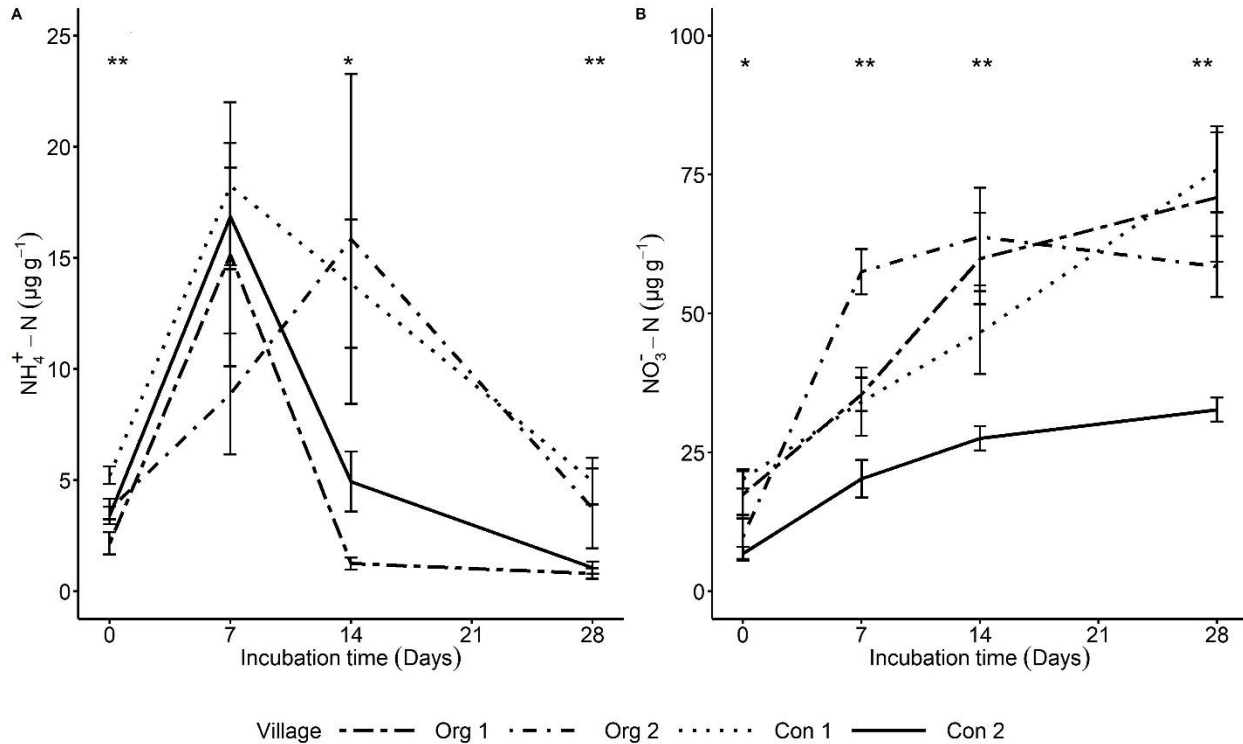 A
25
20
15
10
5
0
NH₄⁺ – N (µg g⁻¹)
** * **
0 7 14 21 28
Incubation time (Days)
B
100
75
50
25
0
NO₃⁻ – N (µg g⁻¹)
* ** ** **
0 7 14 21 28
Incubation time (Days)
Village Org 1 Org 2 Con 1 Con 2